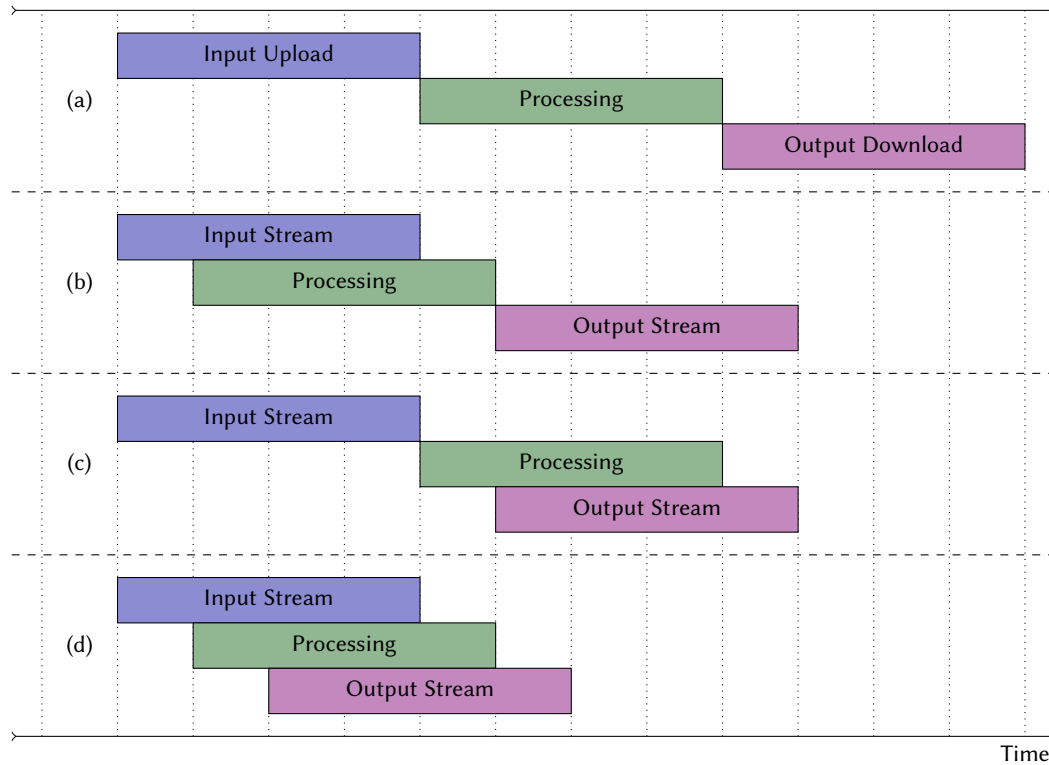 Input Upload
(a)
Processing
Output Download
Input Stream
(b)
Processing
Output Stream
Input Stream
(c)
Processing
Output Stream
Input Stream
(d)
Processing
Output Stream
Time